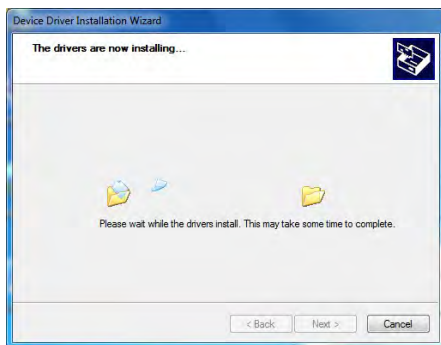 Device Driver Installation Wizard
The drivers are now installing...
Please wait while the drivers install. This may take some time to complete.
< Back
Next >
Cancel